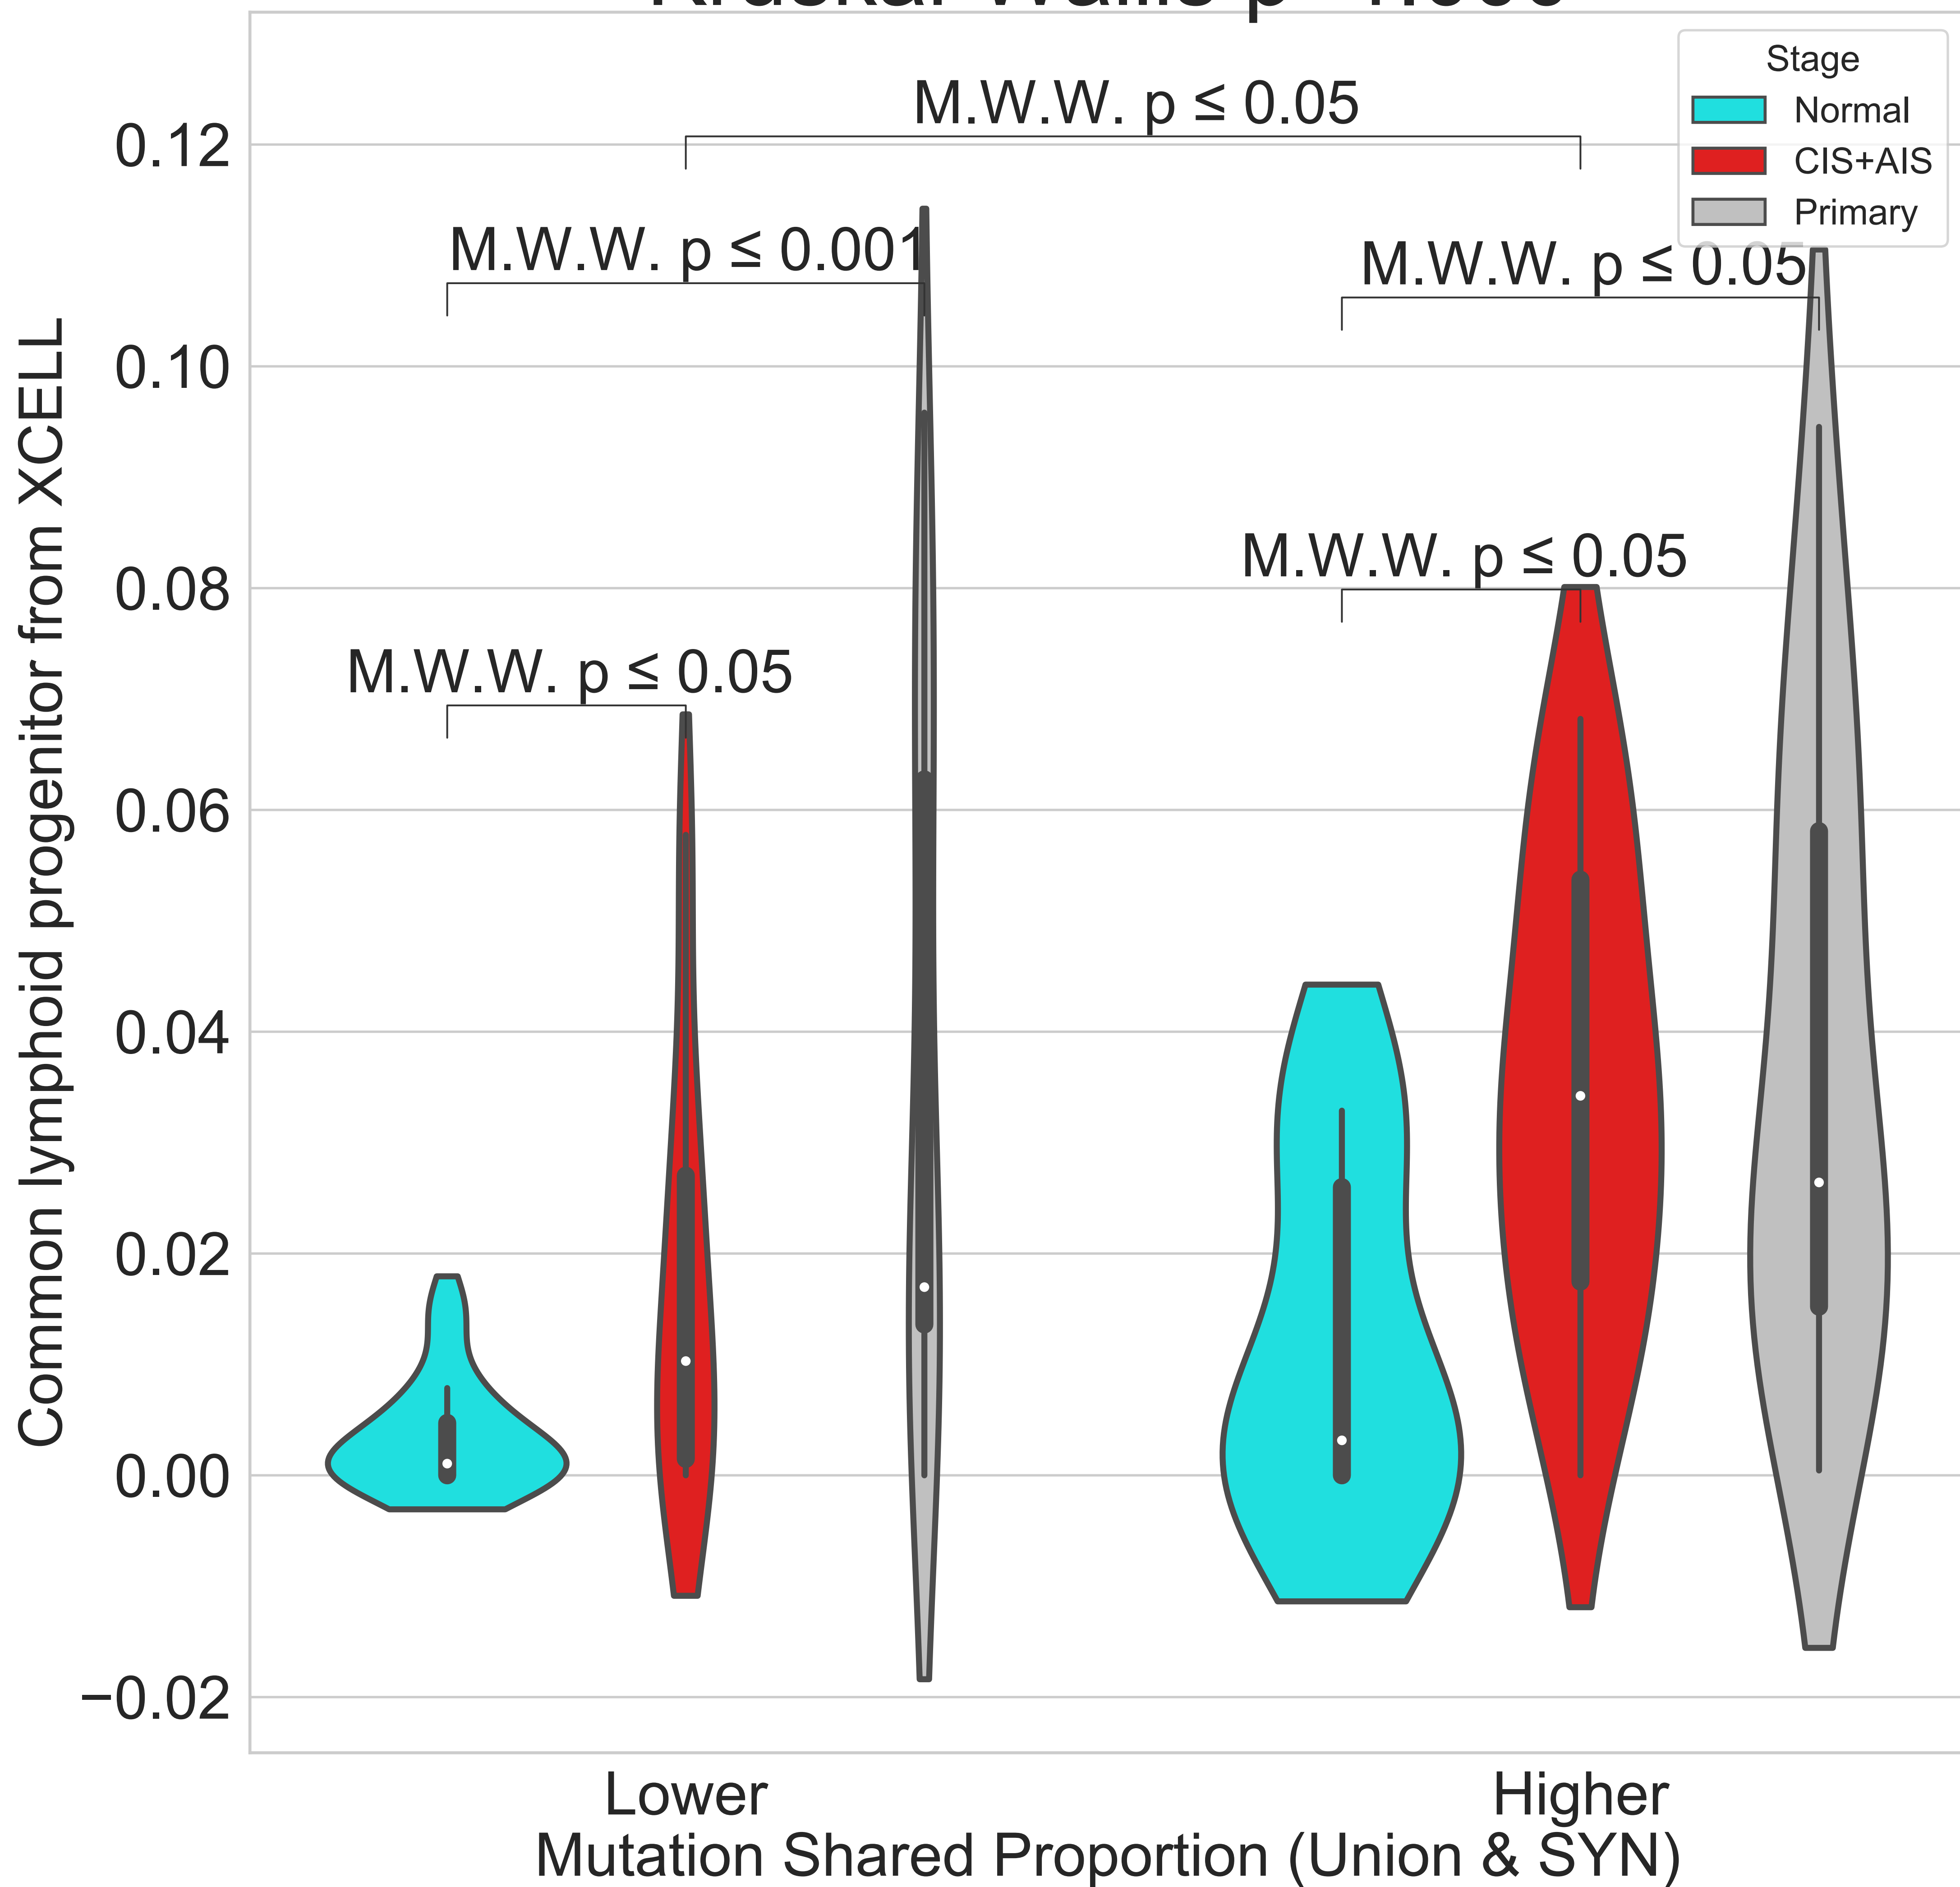 Stage
Normal
CIS+AIS
Primary
M.W.W. p ≤ 0.05
M.W.W. p ≤ 0.001
M.W.W. p ≤ 0.05
M.W.W. p ≤ 0.05
M.W.W. p ≤ 0.05
Common lymphoid progenitor from XCELL
0.12
0.10
0.08
0.06
0.04
0.02
0.00
−0.02
Lower
Higher
Mutation Shared Proportion (Union & SYN)